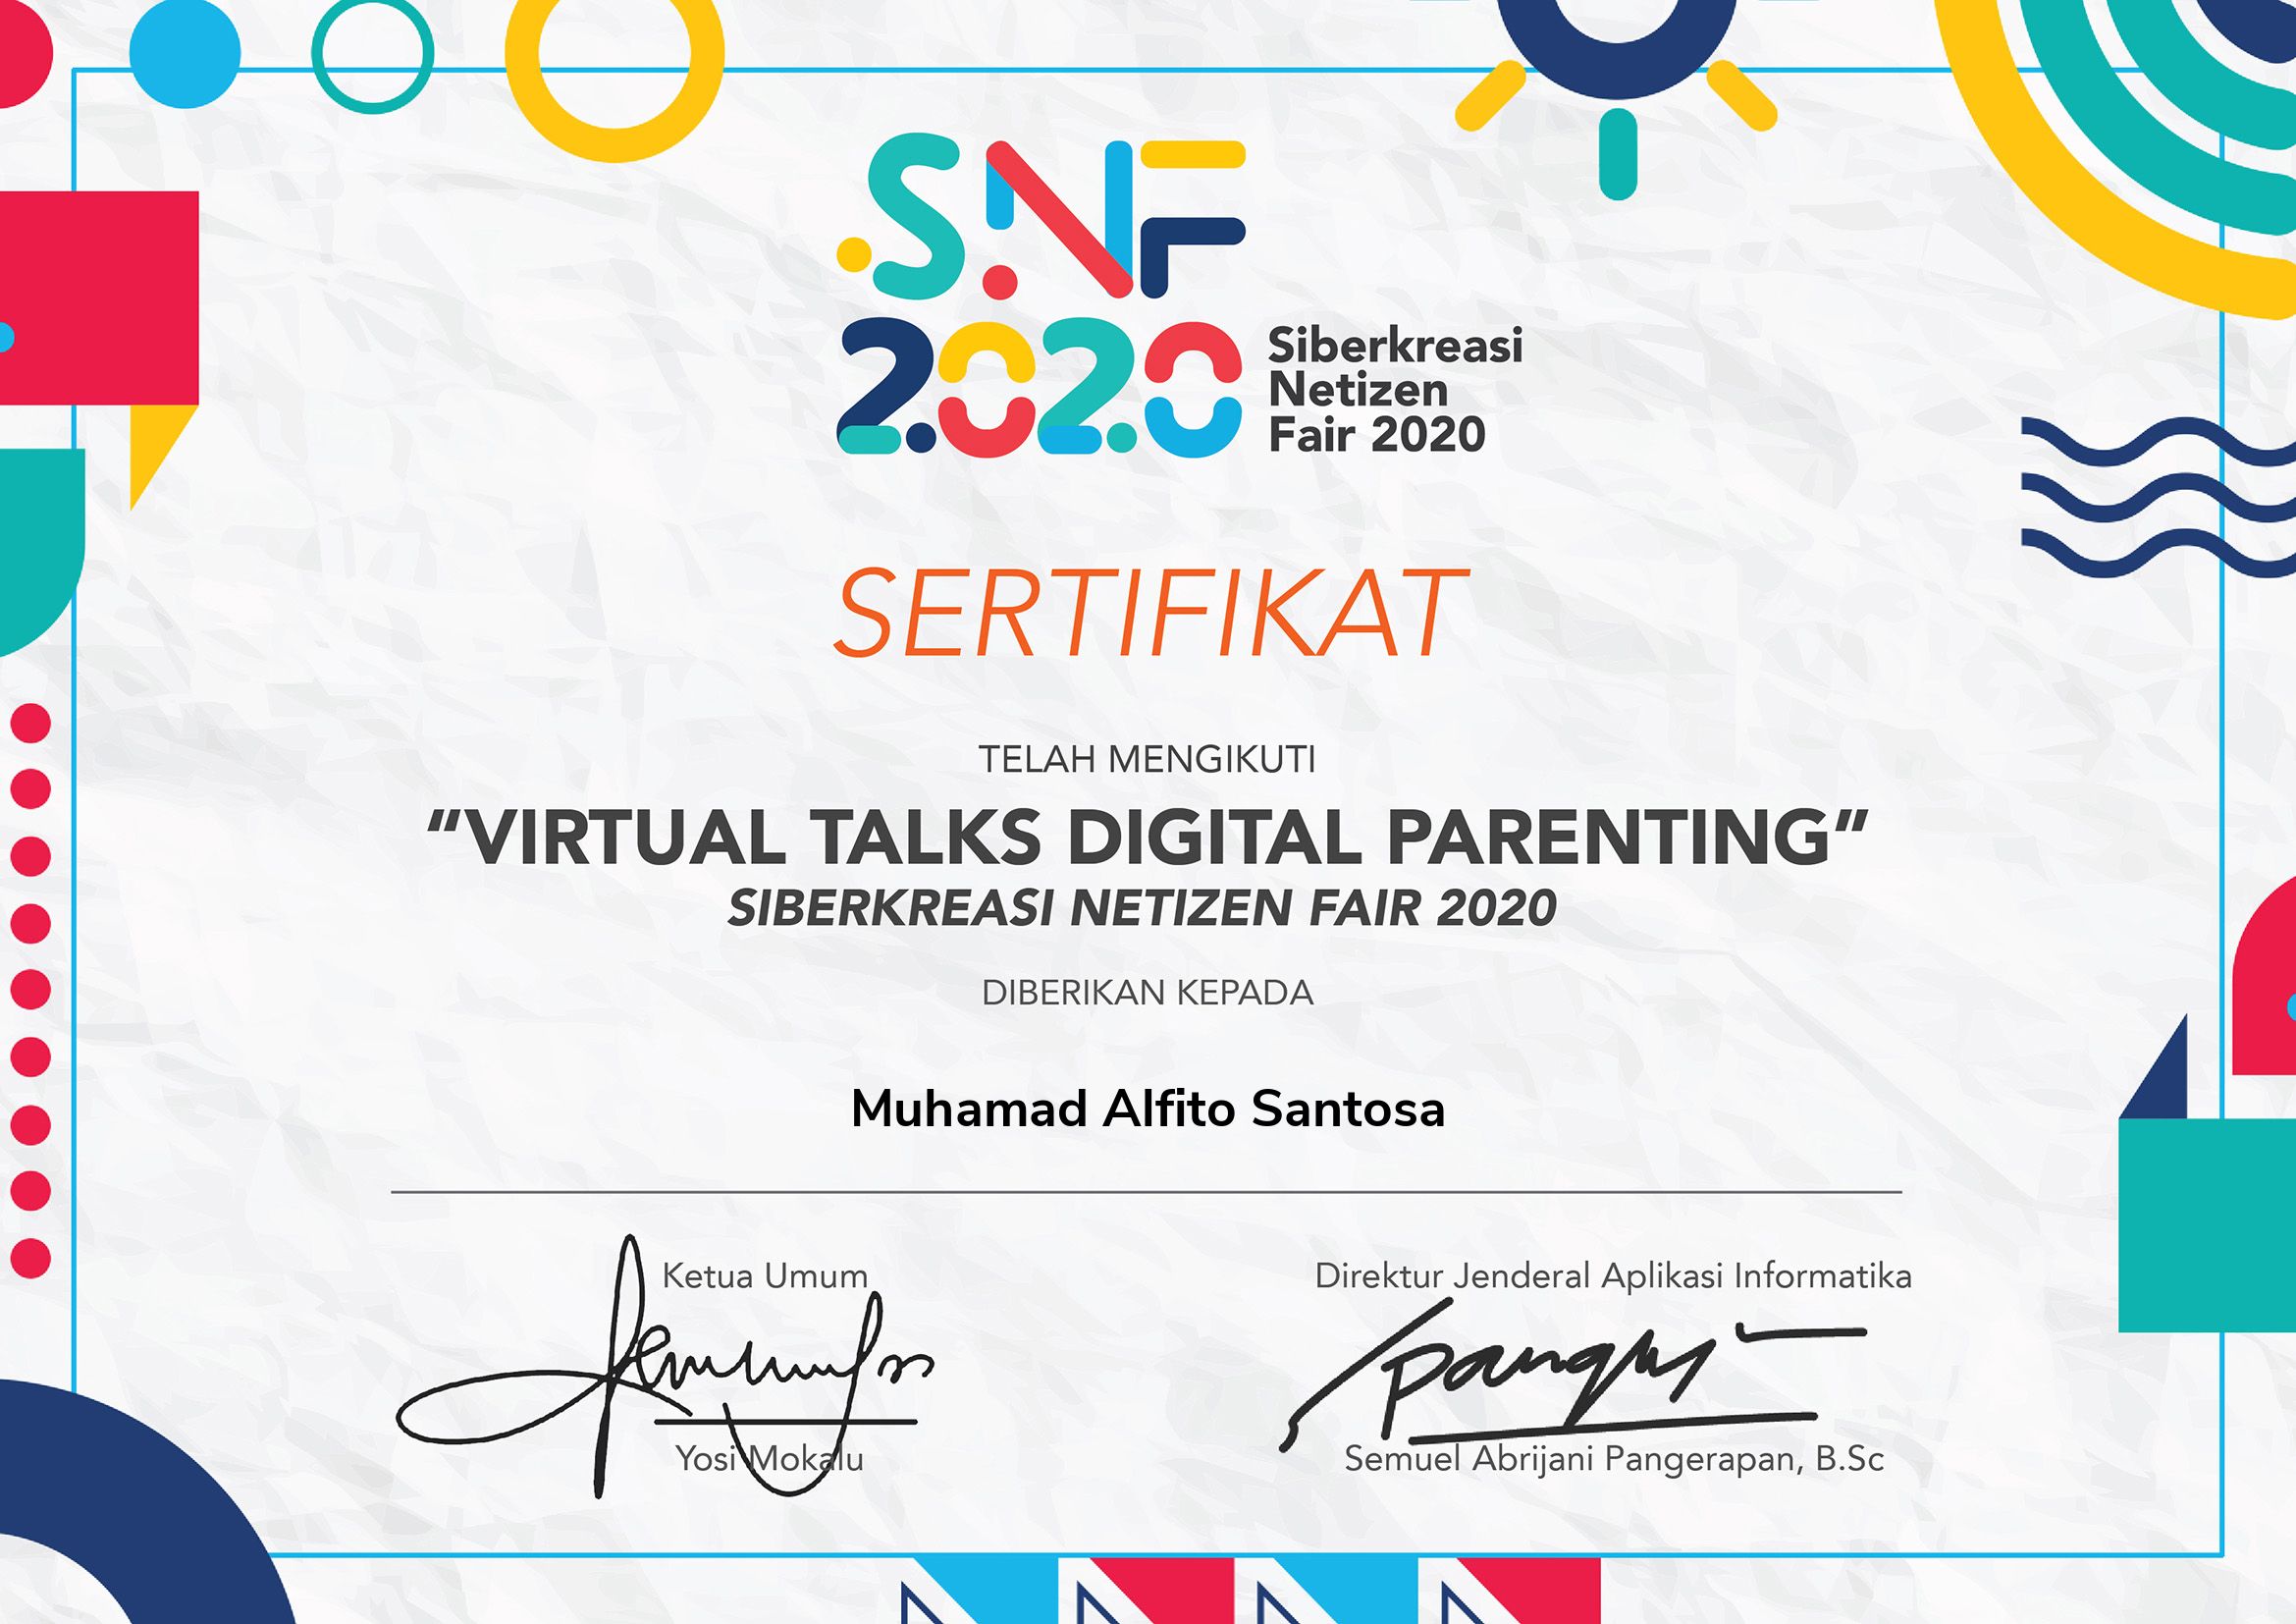 SNF
2020
Siberkreasi
Netizen
Fair 2020
SERTIFIKAT
TELAH MENGIKUTI
"VIRTUAL TALKS DIGITAL PARENTING"
SIBERKREASI NETIZEN FAIR 2020
DIBERIKAN KEPADA
Muhamad Alfito Santosa
Ketua Umum
Yosi Mokalu
Direktur Jenderal Aplikasi Informatika
Semuel Abrijani Pangerapan, B.Sc